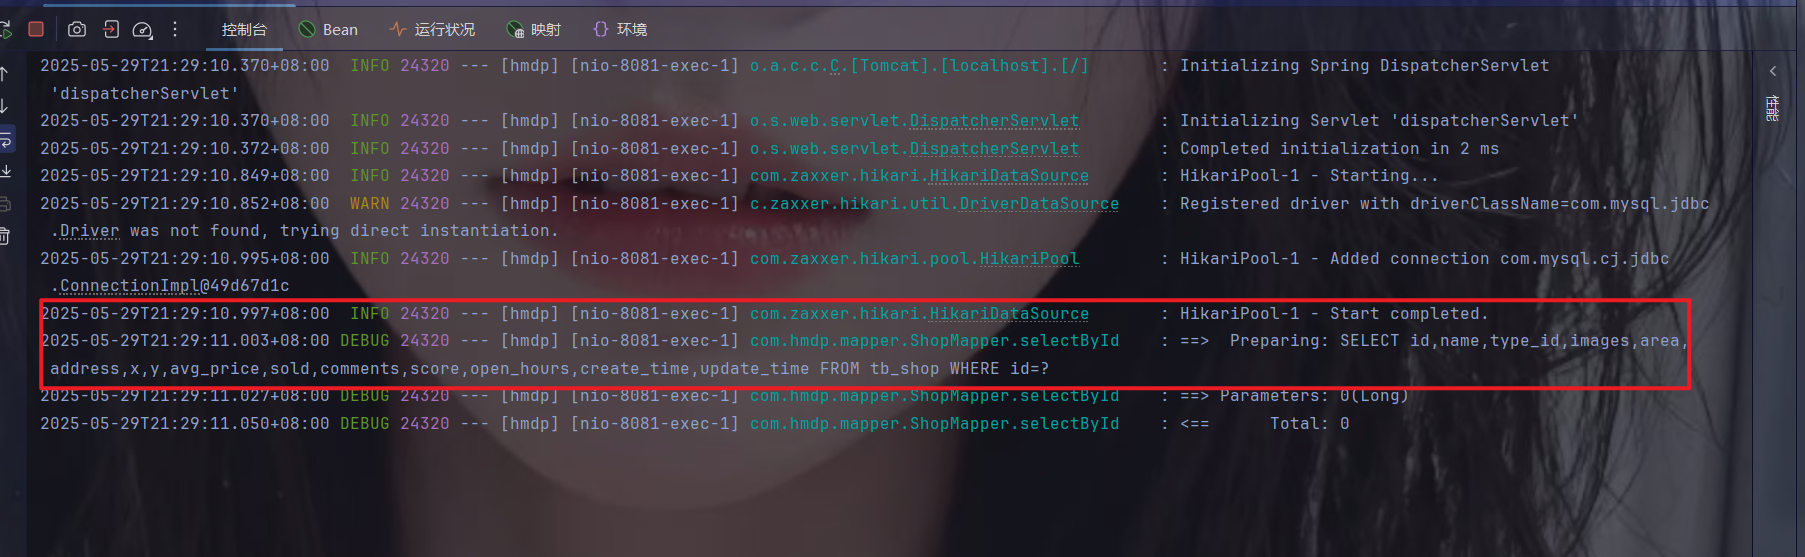 控制台 Bean 运行状况 映射 环境
2025-05-29T21:29:10.370+08:00  INFO 24320 --- [hmdp] [nio-8081-exec-1] o.a.c.c.C.[Tomcat].[localhost].[/]       : Initializing Spring DispatcherServlet
'dispatcherServlet'
2025-05-29T21:29:10.370+08:00  INFO 24320 --- [hmdp] [nio-8081-exec-1] o.s.web.servlet.DispatcherServlet        : Initializing Servlet 'dispatcherServlet'
2025-05-29T21:29:10.372+08:00  INFO 24320 --- [hmdp] [nio-8081-exec-1] o.s.web.servlet.DispatcherServlet        : Completed initialization in 2 ms
2025-05-29T21:29:10.849+08:00  INFO 24320 --- [hmdp] [nio-8081-exec-1] com.zaxxer.hikari.HikariDataSource       : HikariPool-1 - Starting...
2025-05-29T21:29:10.852+08:00  WARN 24320 --- [hmdp] [nio-8081-exec-1] c.zaxxer.hikari.util.DriverDataSource    : Registered driver with driverClassName=com.mysql.jdbc
.Driver was not found, trying direct instantiation.
2025-05-29T21:29:10.995+08:00  INFO 24320 --- [hmdp] [nio-8081-exec-1] com.zaxxer.hikari.pool.HikariPool        : HikariPool-1 - Added connection com.mysql.cj.jdbc
.ConnectionImpl@49d67d1c
2025-05-29T21:29:10.997+08:00  INFO 24320 --- [hmdp] [nio-8081-exec-1] com.zaxxer.hikari.HikariDataSource       : HikariPool-1 - Start completed.
2025-05-29T21:29:11.003+08:00 DEBUG 24320 --- [hmdp] [nio-8081-exec-1] com.hmdp.mapper.ShopMapper.selectById    : ==>  Preparing: SELECT id,name,type_id,images,area,
address,x,y,avg_price,sold,comments,score,open_hours,create_time,update_time FROM tb_shop WHERE id=?
2025-05-29T21:29:11.027+08:00 DEBUG 24320 --- [hmdp] [nio-8081-exec-1] com.hmdp.mapper.ShopMapper.selectById    : ==> Parameters: 0(Long)
2025-05-29T21:29:11.050+08:00 DEBUG 24320 --- [hmdp] [nio-8081-exec-1] com.hmdp.mapper.ShopMapper.selectById    : <==      Total: 0
性能